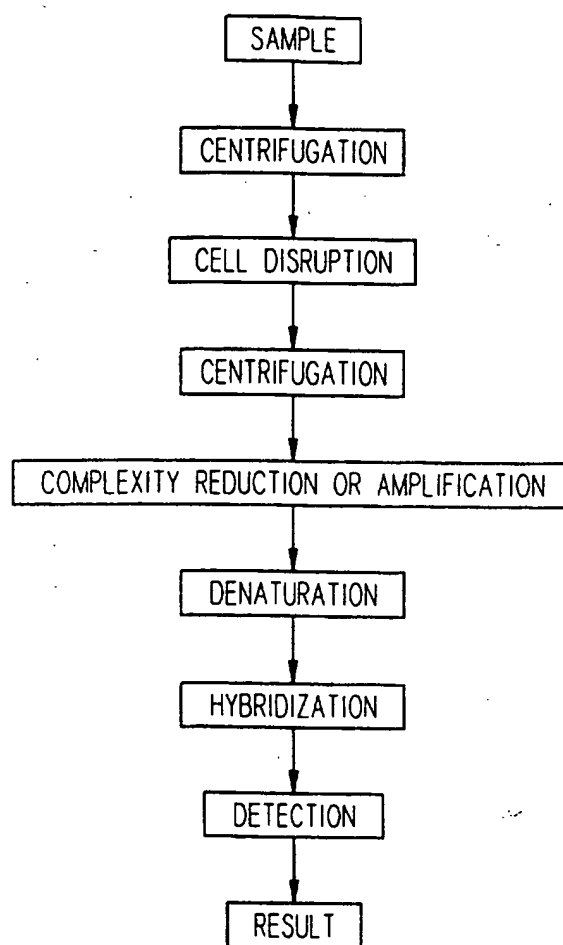 SAMPLE
CENTRIFUGATION
CELL DISRUPTION
CENTRIFUGATION
COMPLEXITY REDUCTION OR AMPLIFICATION
DENATURATION
HYBRIDIZATION
DETECTION
RESULT